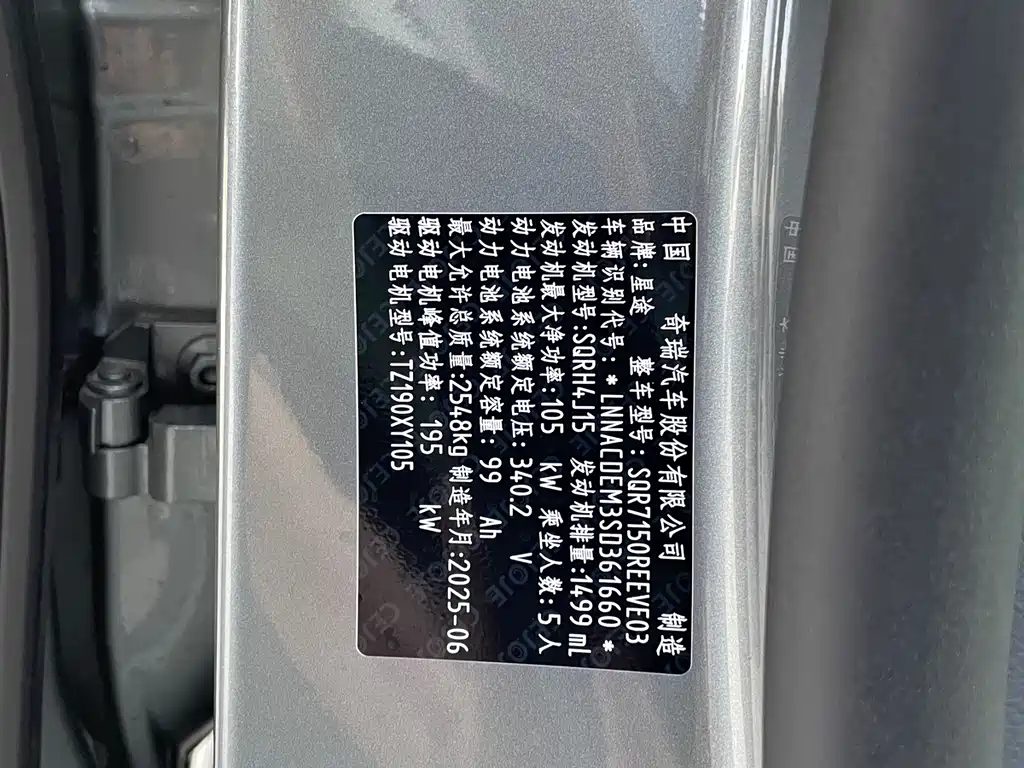 中国 奇瑞汽车股份有限公司 制造
品牌:星途 整车型号:SQR7150REEVE03
车辆识别代号:*LNNACDEM3SD361660*
发动机型号:SQRH4J15 发动机排量:1499ml
发动机最大净功率:105 kW 乘坐人数:5人
动力电池系统额定电压:340.2 V
动力电池系统额定容量:99 Ah
最大允许总质量:2548kg 制造年月:2025-06
驱动电机峰值功率:195 kW
驱动电机型号:TZ190XY105